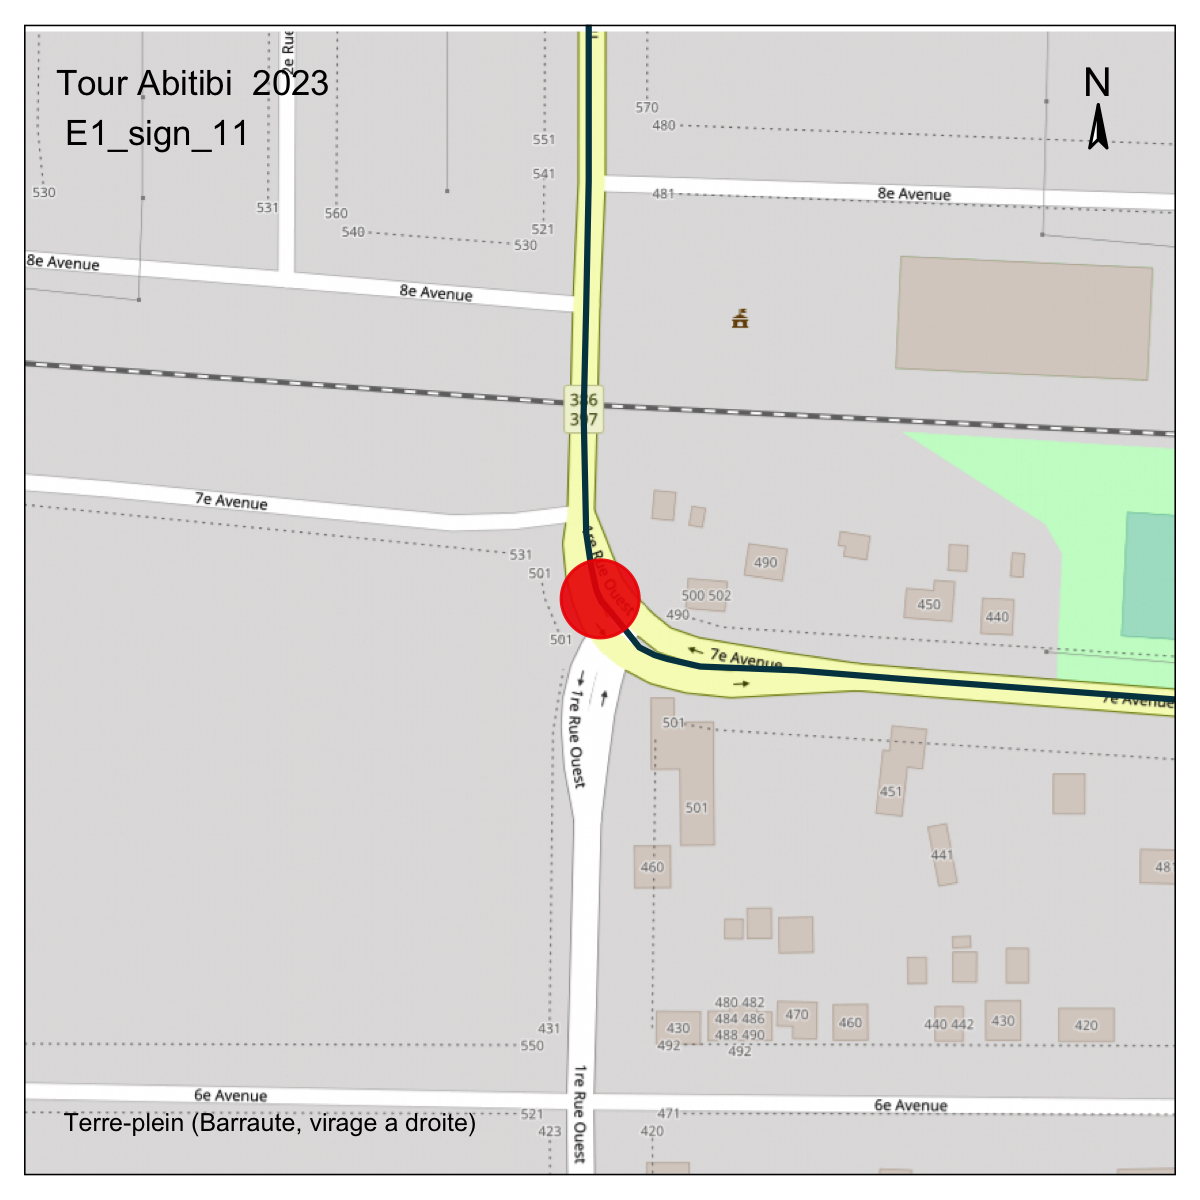 Tour Abitibi  2023
E1_sign_11
N
2e Rue
570
480
551
541
530
531
560
481
8e Avenue
521
540
530
8e Avenue
8e Avenue
386
397
7e Avenue
1re Rue Ouest
531
501
490
500 502
450
440
490
501
7e Avenue
7e Avenue
1re Rue Ouest
501
451
501
441
460
481
480 482
484 486
488 490
492
430
470
460
440 442
430
420
431
550
492
1re Rue Ouest
6e Avenue
6e Avenue
521
471
423
420
Terre-plein (Barraute, virage a droite)